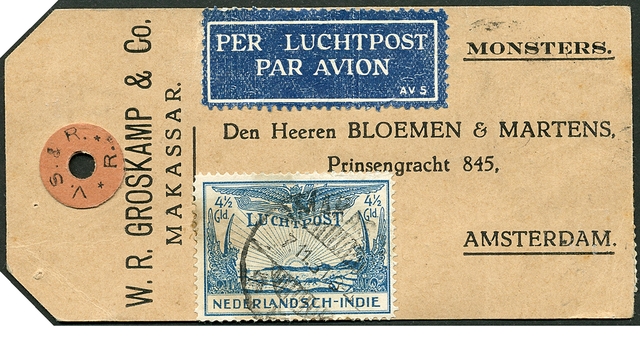 PER LUCHTPOST
PAR AVION
AV 5
MONSTERS.
W. R. GROSKAMP & Co.
MAKASSAR.
V. S. & R. R.
Den Heeren BLOEMEN & MARTENS,
Prinsengracht 845,
AMSTERDAM.
4½ Gld
4½ Gld
LUCHTPOST
NEDERLANDSCH-INDIE